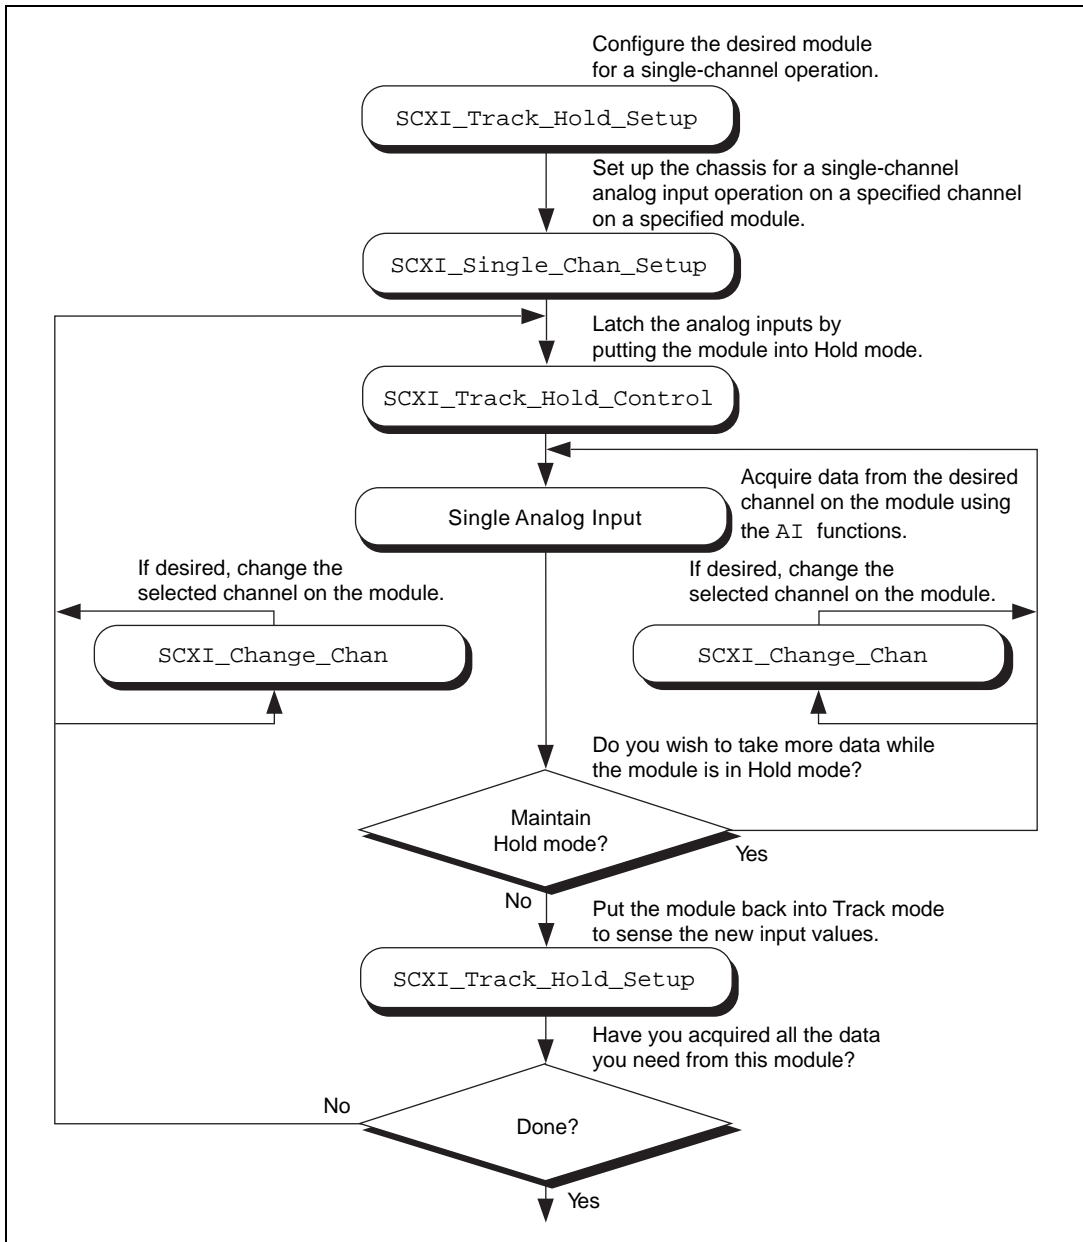 Configure the desired module
for a single-channel operation.
SCXI_Track_Hold_Setup
Set up the chassis for a single-channel
analog input operation on a specified channel
on a specified module.
SCXI_Single_Chan_Setup
Latch the analog inputs by
putting the module into Hold mode.
SCXI_Track_Hold_Control
Acquire data from the desired
channel on the module using
the AI functions.
Single Analog Input
If desired, change the
selected channel on the module.
SCXI_Change_Chan
If desired, change the
selected channel on the module.
SCXI_Change_Chan
Do you wish to take more data while
the module is in Hold mode?
Maintain
Hold mode?
Yes
No
Put the module back into Track mode
to sense the new input values.
SCXI_Track_Hold_Setup
Have you acquired all the data
you need from this module?
No
Done?
Yes